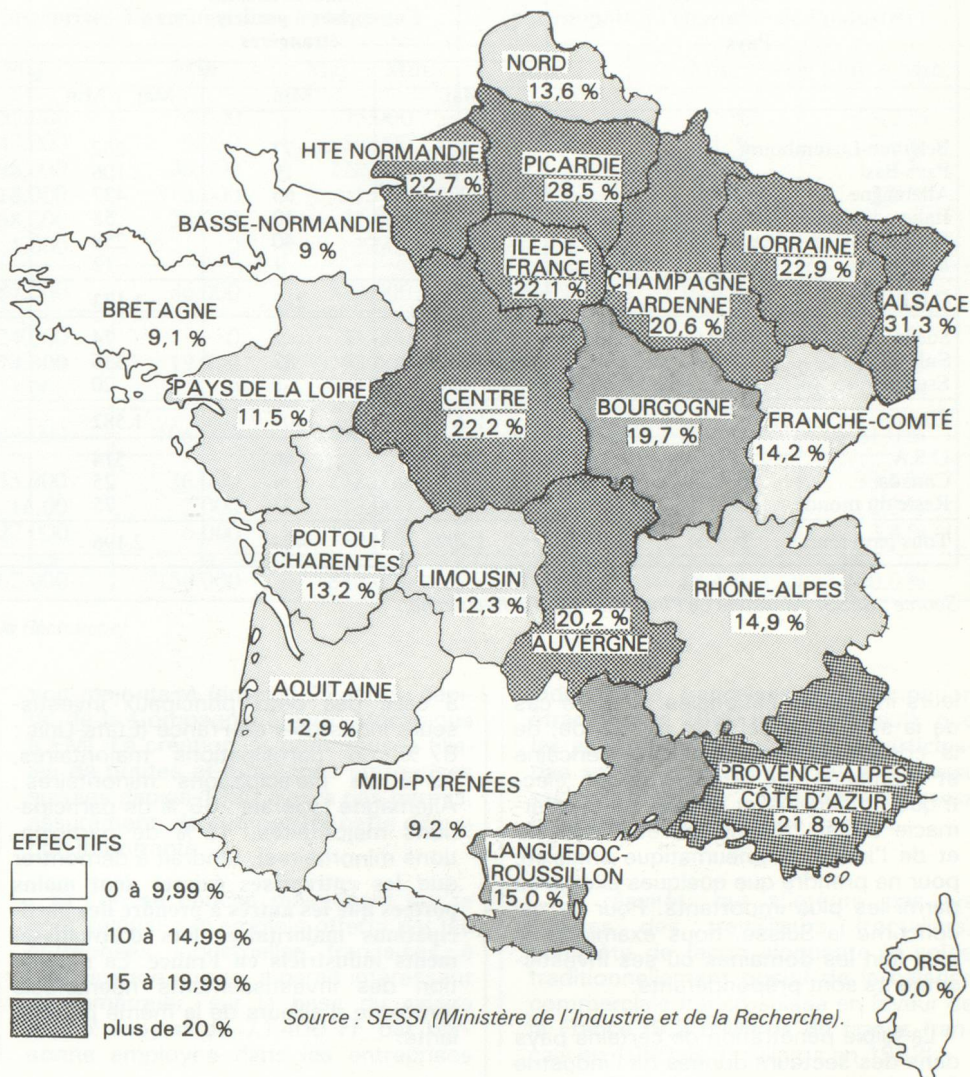 NORD
13,6 %
HTE NORMANDIE
22,7 %
PICARDIE
28,5 %
BASSE-NORMANDIE
9 %
ILE-DE-
FRANCE
22,1 %
CHAMPAGNE
ARDENNE
20,6 %
LORRAINE
22,9 %
ALSACE
31,3 %
BRETAGNE
9,1 %
PAYS DE LA LOIRE
11,5 %
CENTRE
22,2 %
BOURGOGNE
19,7 %
FRANCHE-COMTÉ
14,2 %
POITOU-
CHARENTES
13,2 %
LIMOUSIN
12,3 %
20,2 %
AUVERGNE
RHÔNE-ALPES
14,9 %
AQUITAINE
12,9 %
MIDI-PYRÉNÉES
9,2 %
PROVENCE-ALPES
CÔTE D'AZUR
21,8 %
LANGUEDOC-
ROUSSILLON
15,0 %
CORSE
0,0 %
EFFECTIFS
0 à 9,99 %
10 à 14,99 %
15 à 19,99 %
plus de 20 %
Source : SESSI (Ministère de l'Industrie et de la Recherche).